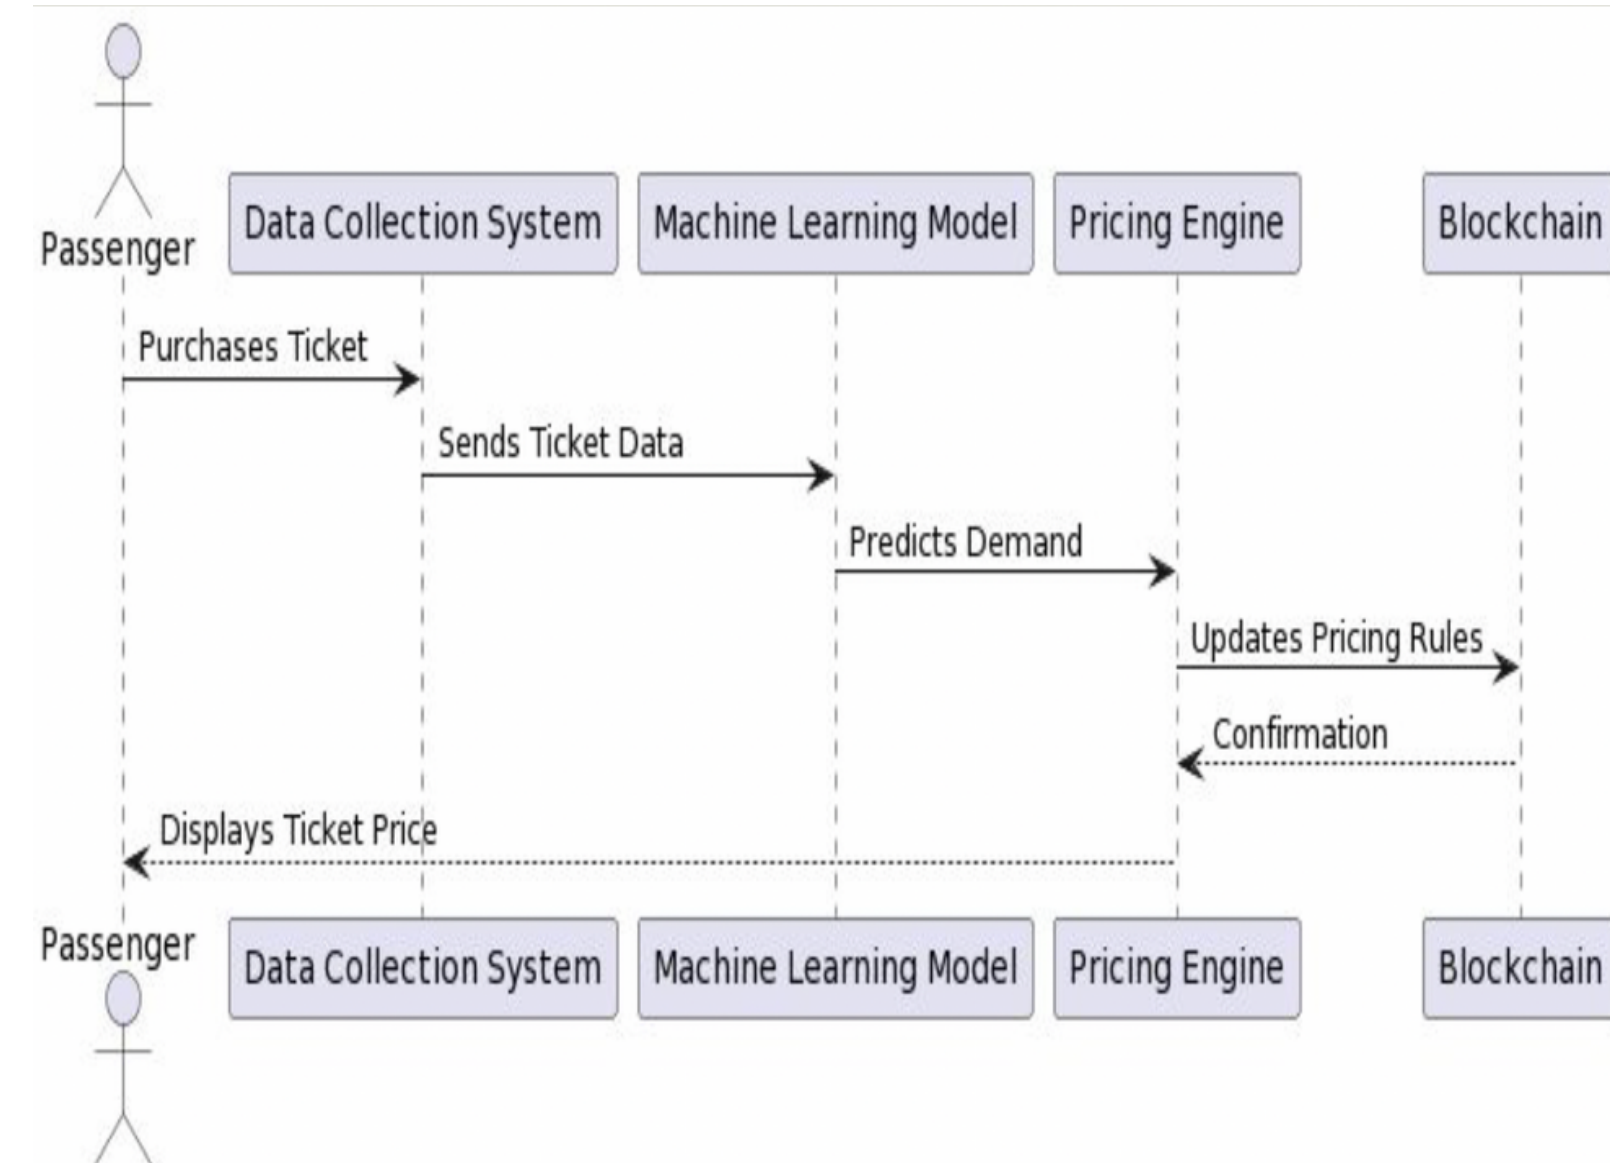 Passenger
Data Collection System
Machine Learning Model
Pricing Engine
Blockchain
Purchases Ticket
Sends Ticket Data
Predicts Demand
Updates Pricing Rules
Confirmation
Displays Ticket Price
Passenger
Data Collection System
Machine Learning Model
Pricing Engine
Blockchain